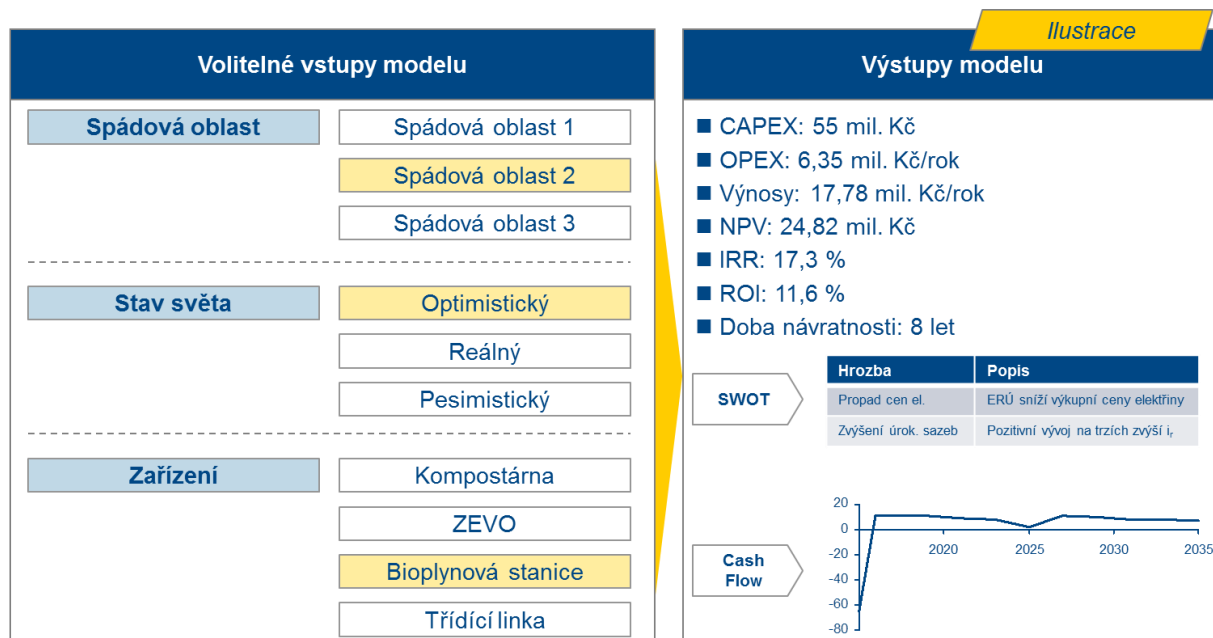 Ilustrace
Volitelné vstupy modelu
Spádová oblast
Spádová oblast 1
Spádová oblast 2
Spádová oblast 3
Stav světa
Optimistický
Reálný
Pesimistický
Zařízení
Kompostárna
ZEVO
Bioplynová stanice
Třídící linka
Výstupy modelu
CAPEX: 55 mil. Kč
OPEX: 6,35 mil. Kč/rok
Výnosy: 17,78 mil. Kč/rok
NPV: 24,82 mil. Kč
IRR: 17,3 %
ROI: 11,6 %
Doba návratnosti: 8 let
SWOT
Hrozba Popis
Propad cen el. ERÚ sníží výkupní ceny elektřiny
Zvýšení úrok. sazeb Pozitivní vývoj na trzích zvýší iᵣ
Cash
Flow
20
0
-20
-40
-60
-80
2020 2025 2030 2035